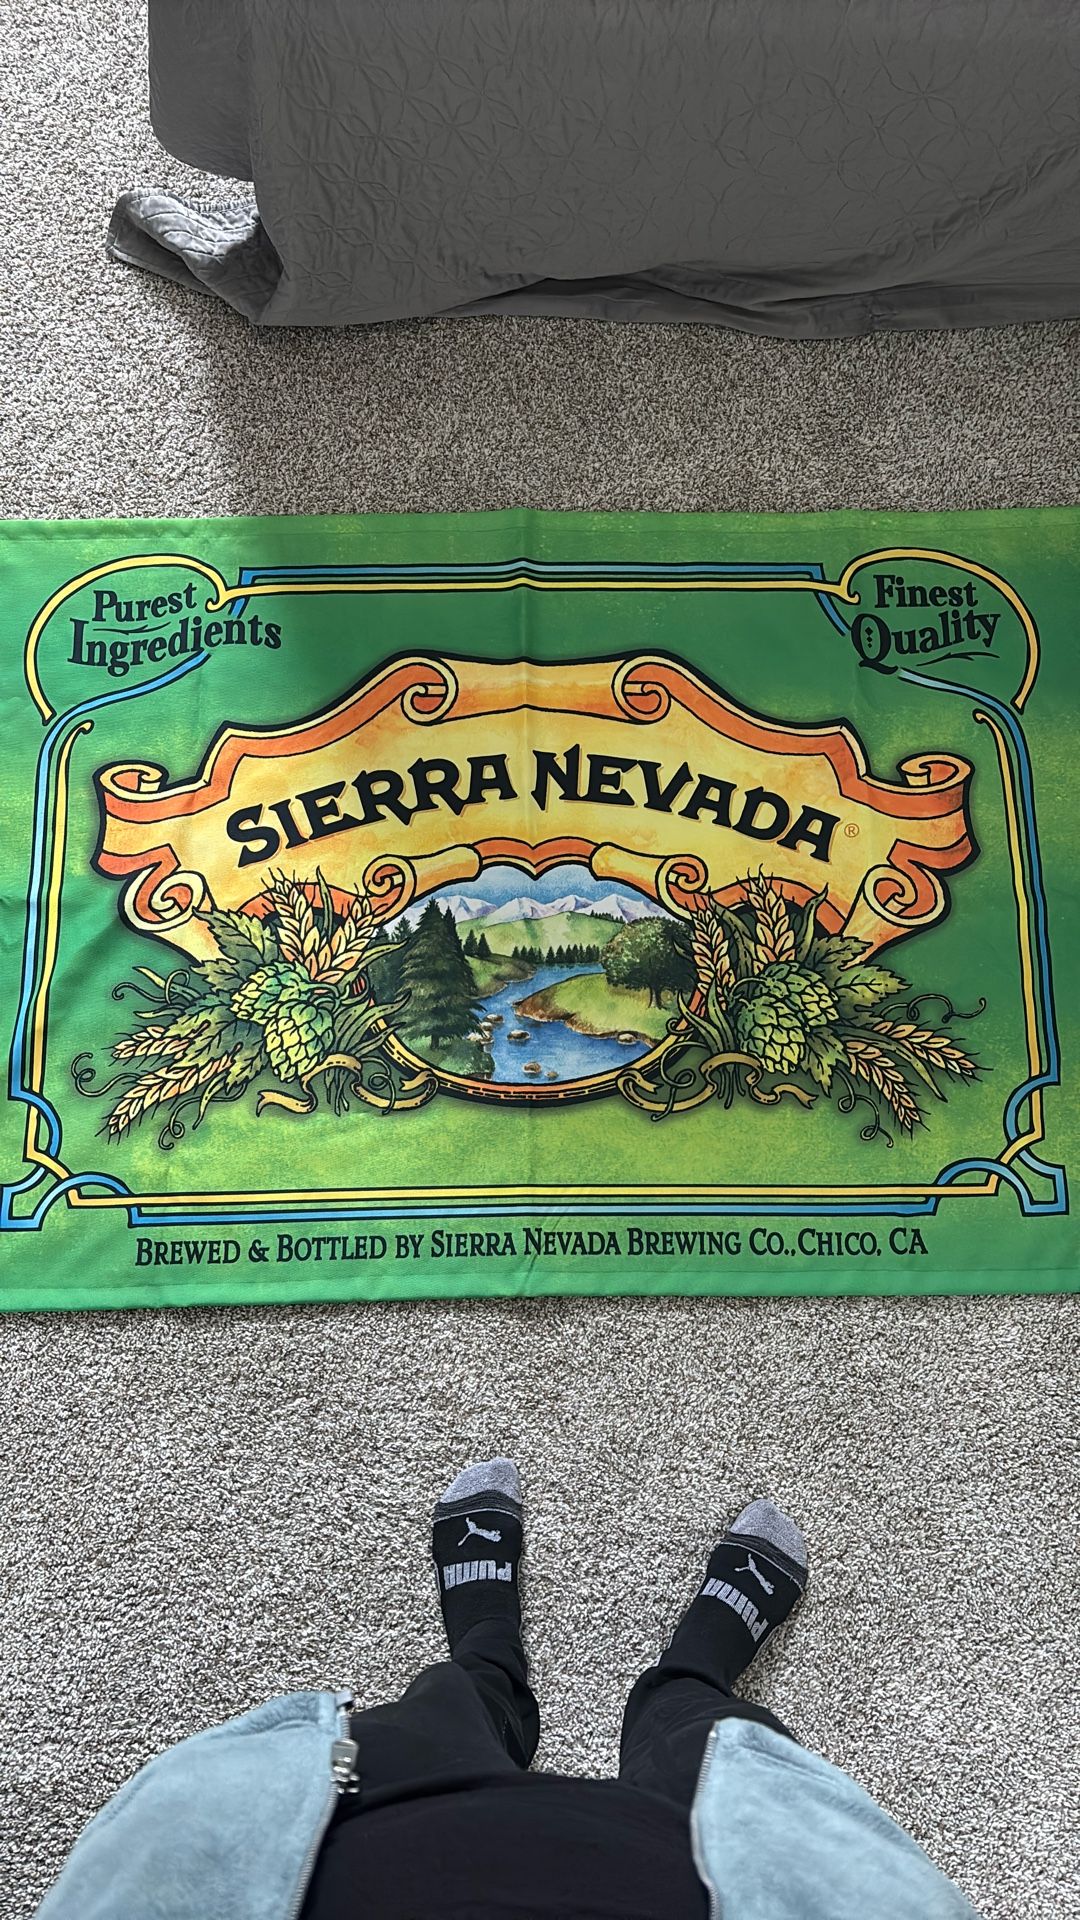 Purest
Ingredients
Finest
Quality
SIERRA NEVADA®
BREWED & BOTTLED BY SIERRA NEVADA BREWING CO., CHICO, CA
PUMA
PUMA